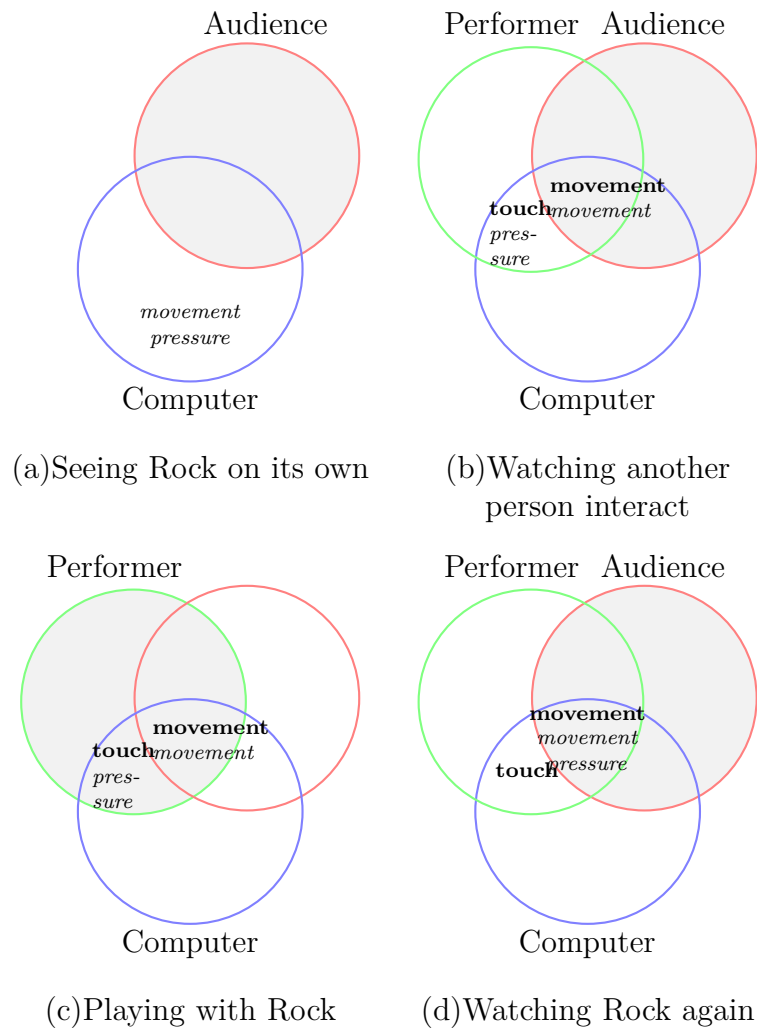 Audience
movement
pressure
Computer
(a)Seeing Rock on its own
Performer Audience
movement
touch
movement
pres-
sure
Computer
(b)Watching another
person interact
Performer
movement
touch
movement
pres-
sure
Computer
(c)Playing with Rock
Performer Audience
movement
movement
pressure
touch
Computer
(d)Watching Rock again